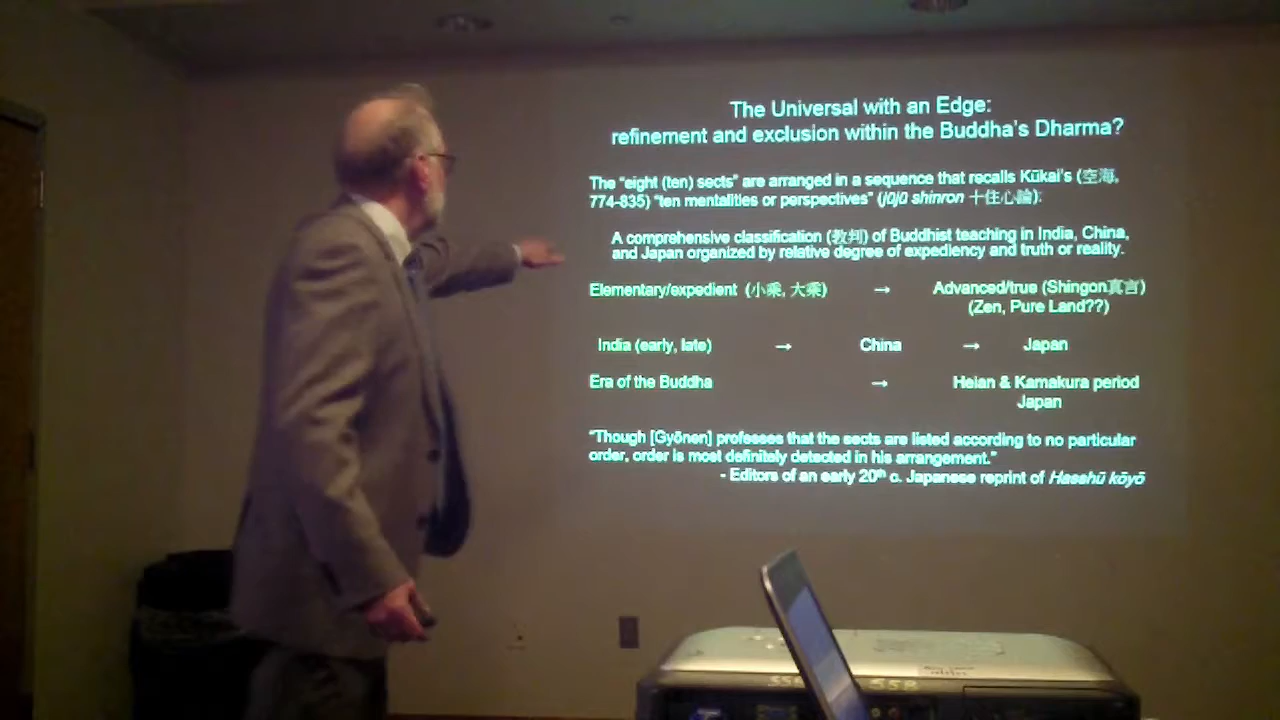 The Universal with an Edge:
refinement and exclusion within the Buddha's Dharma?
The "eight (ten) sects" are arranged in a sequence that recalls Kūkai's (空海,
774-835) "ten mentalities or perspectives" (jūjū shinron 十住心論):
A comprehensive classification (教判) of Buddhist teaching in India, China,
and Japan organized by relative degree of expediency and truth or reality.
Elementary/expedient (小乘, 大乘) → Advanced/true (Shingon真言)
(Zen, Pure Land??)
India (early, late) → China → Japan
Era of the Buddha → Heian & Kamakura period
Japan
"Though [Gyōnen] professes that the sects are listed according to no particular
order, order is most definitely detected in his arrangement."
- Editors of an early 20th c. Japanese reprint of Hasshū kōyō
SSB SSB